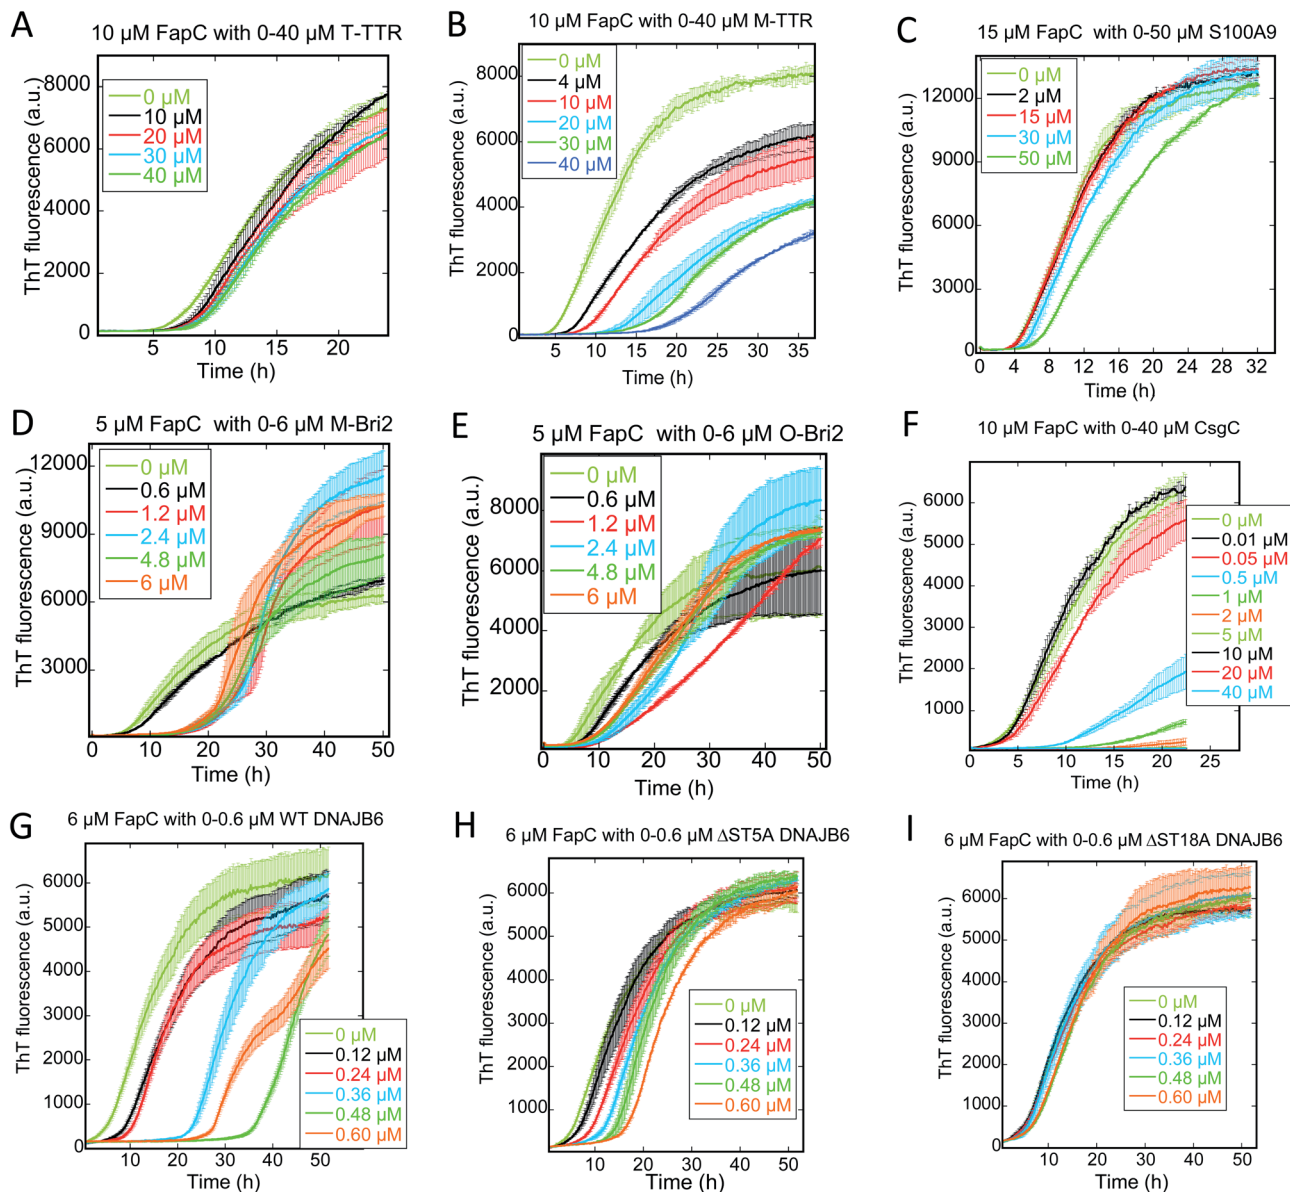 A
10 µM FapC with 0-40 µM T-TTR
ThT fluorescence (a.u.)
8000
6000
4000
2000
0
0 µM
10 µM
20 µM
30 µM
40 µM
5
10
15
20
Time (h)
B
10 µM FapC with 0-40 µM M-TTR
ThT fluorescence (a.u.)
8000
6000
4000
2000
0
0 µM
4 µM
10 µM
20 µM
30 µM
40 µM
0
5
10
15
20
25
30
35
Time (h)
C
15 µM FapC with 0-50 µM S100A9
ThT fluorescence (a.u.)
12000
9000
6000
3000
0
0 µM
2 µM
15 µM
30 µM
50 µM
0
4
8
12
16
20
24
28
32
Time (h)
D
5 µM FapC with 0-6 µM M-Bri2
ThT fluorescence (a.u.)
12000
9000
6000
3000
0 µM
0.6 µM
1.2 µM
2.4 µM
4.8 µM
6 µM
0
10
20
30
40
50
Time (h)
E
5 µM FapC with 0-6 µM O-Bri2
ThT fluorescence (a.u.)
8000
6000
4000
2000
0 µM
0.6 µM
1.2 µM
2.4 µM
4.8 µM
6 µM
0
10
20
30
40
50
Time (h)
F
10 µM FapC with 0-40 µM CsgC
ThT fluorescence (a.u.)
6000
5000
4000
3000
2000
1000
0 µM
0.01 µM
0.05 µM
0.5 µM
1 µM
2 µM
5 µM
10 µM
20 µM
40 µM
0
5
10
15
20
25
Time (h)
G
6 µM FapC with 0-0.6 µM WT DNAJB6
ThT fluorescence (a.u.)
6000
5000
4000
3000
2000
1000
0
0 µM
0.12 µM
0.24 µM
0.36 µM
0.48 µM
0.60 µM
10
20
30
40
50
Time (h)
H
6 µM FapC with 0-0.6 µM ΔST5A DNAJB6
ThT fluorescence (a.u.)
6000
5000
4000
3000
2000
1000
0 µM
0.12 µM
0.24 µM
0.36 µM
0.48 µM
0.60 µM
10
20
30
40
50
Time (h)
I
6 µM FapC with 0-0.6 µM ΔST18A DNAJB6
ThT fluorescence (a.u.)
6000
5000
4000
3000
2000
1000
0
0 µM
0.12 µM
0.24 µM
0.36 µM
0.48 µM
0.60 µM
10
20
30
40
50
Time (h)